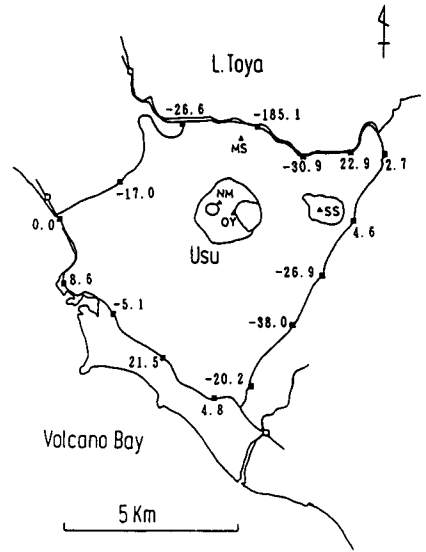 L.Toya
-26.6
-185.1
MS
-30.9
22.9
2.7
-17.0
NM
OY
SS
0.0
4.6
Usu
8.6
-26.9
-5.1
-38.0
21.5
-20.2
4.8
Volcano Bay
5 Km